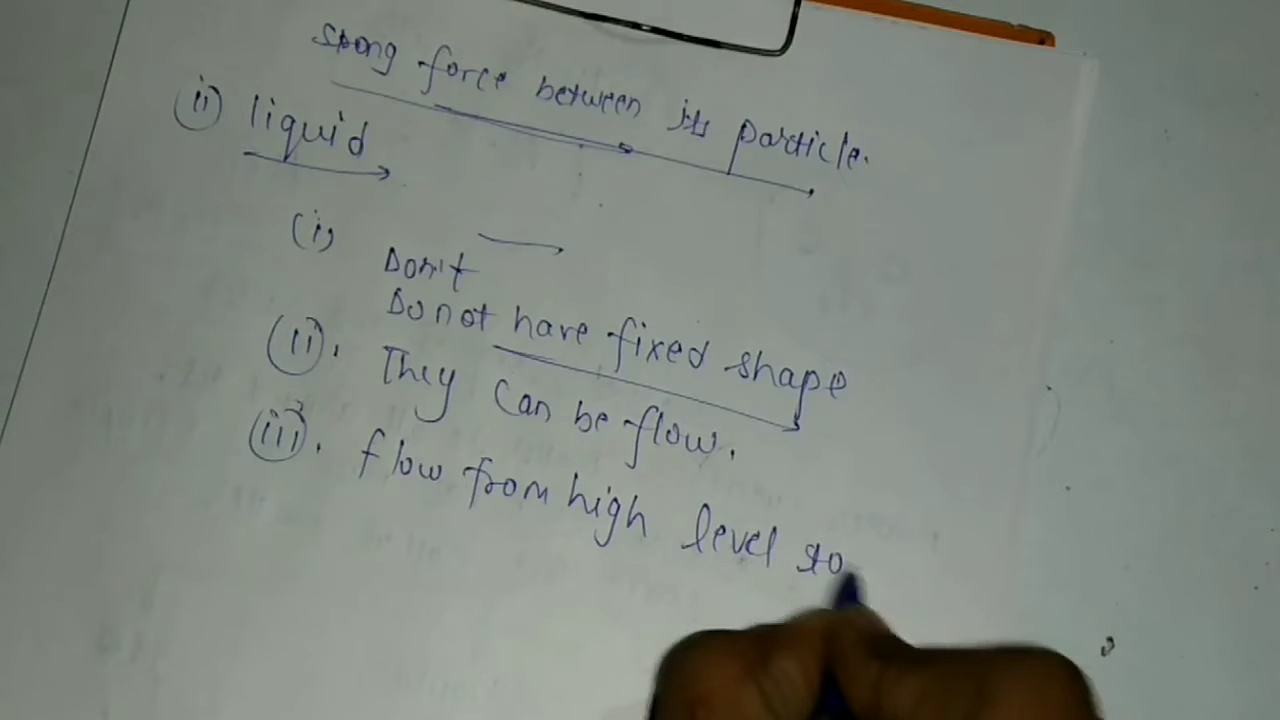 strong force between its particle.
(ii) liquid
(i)
Don't
Do not have fixed shape
(ii). They can be flow.
(iii). flow from high level to